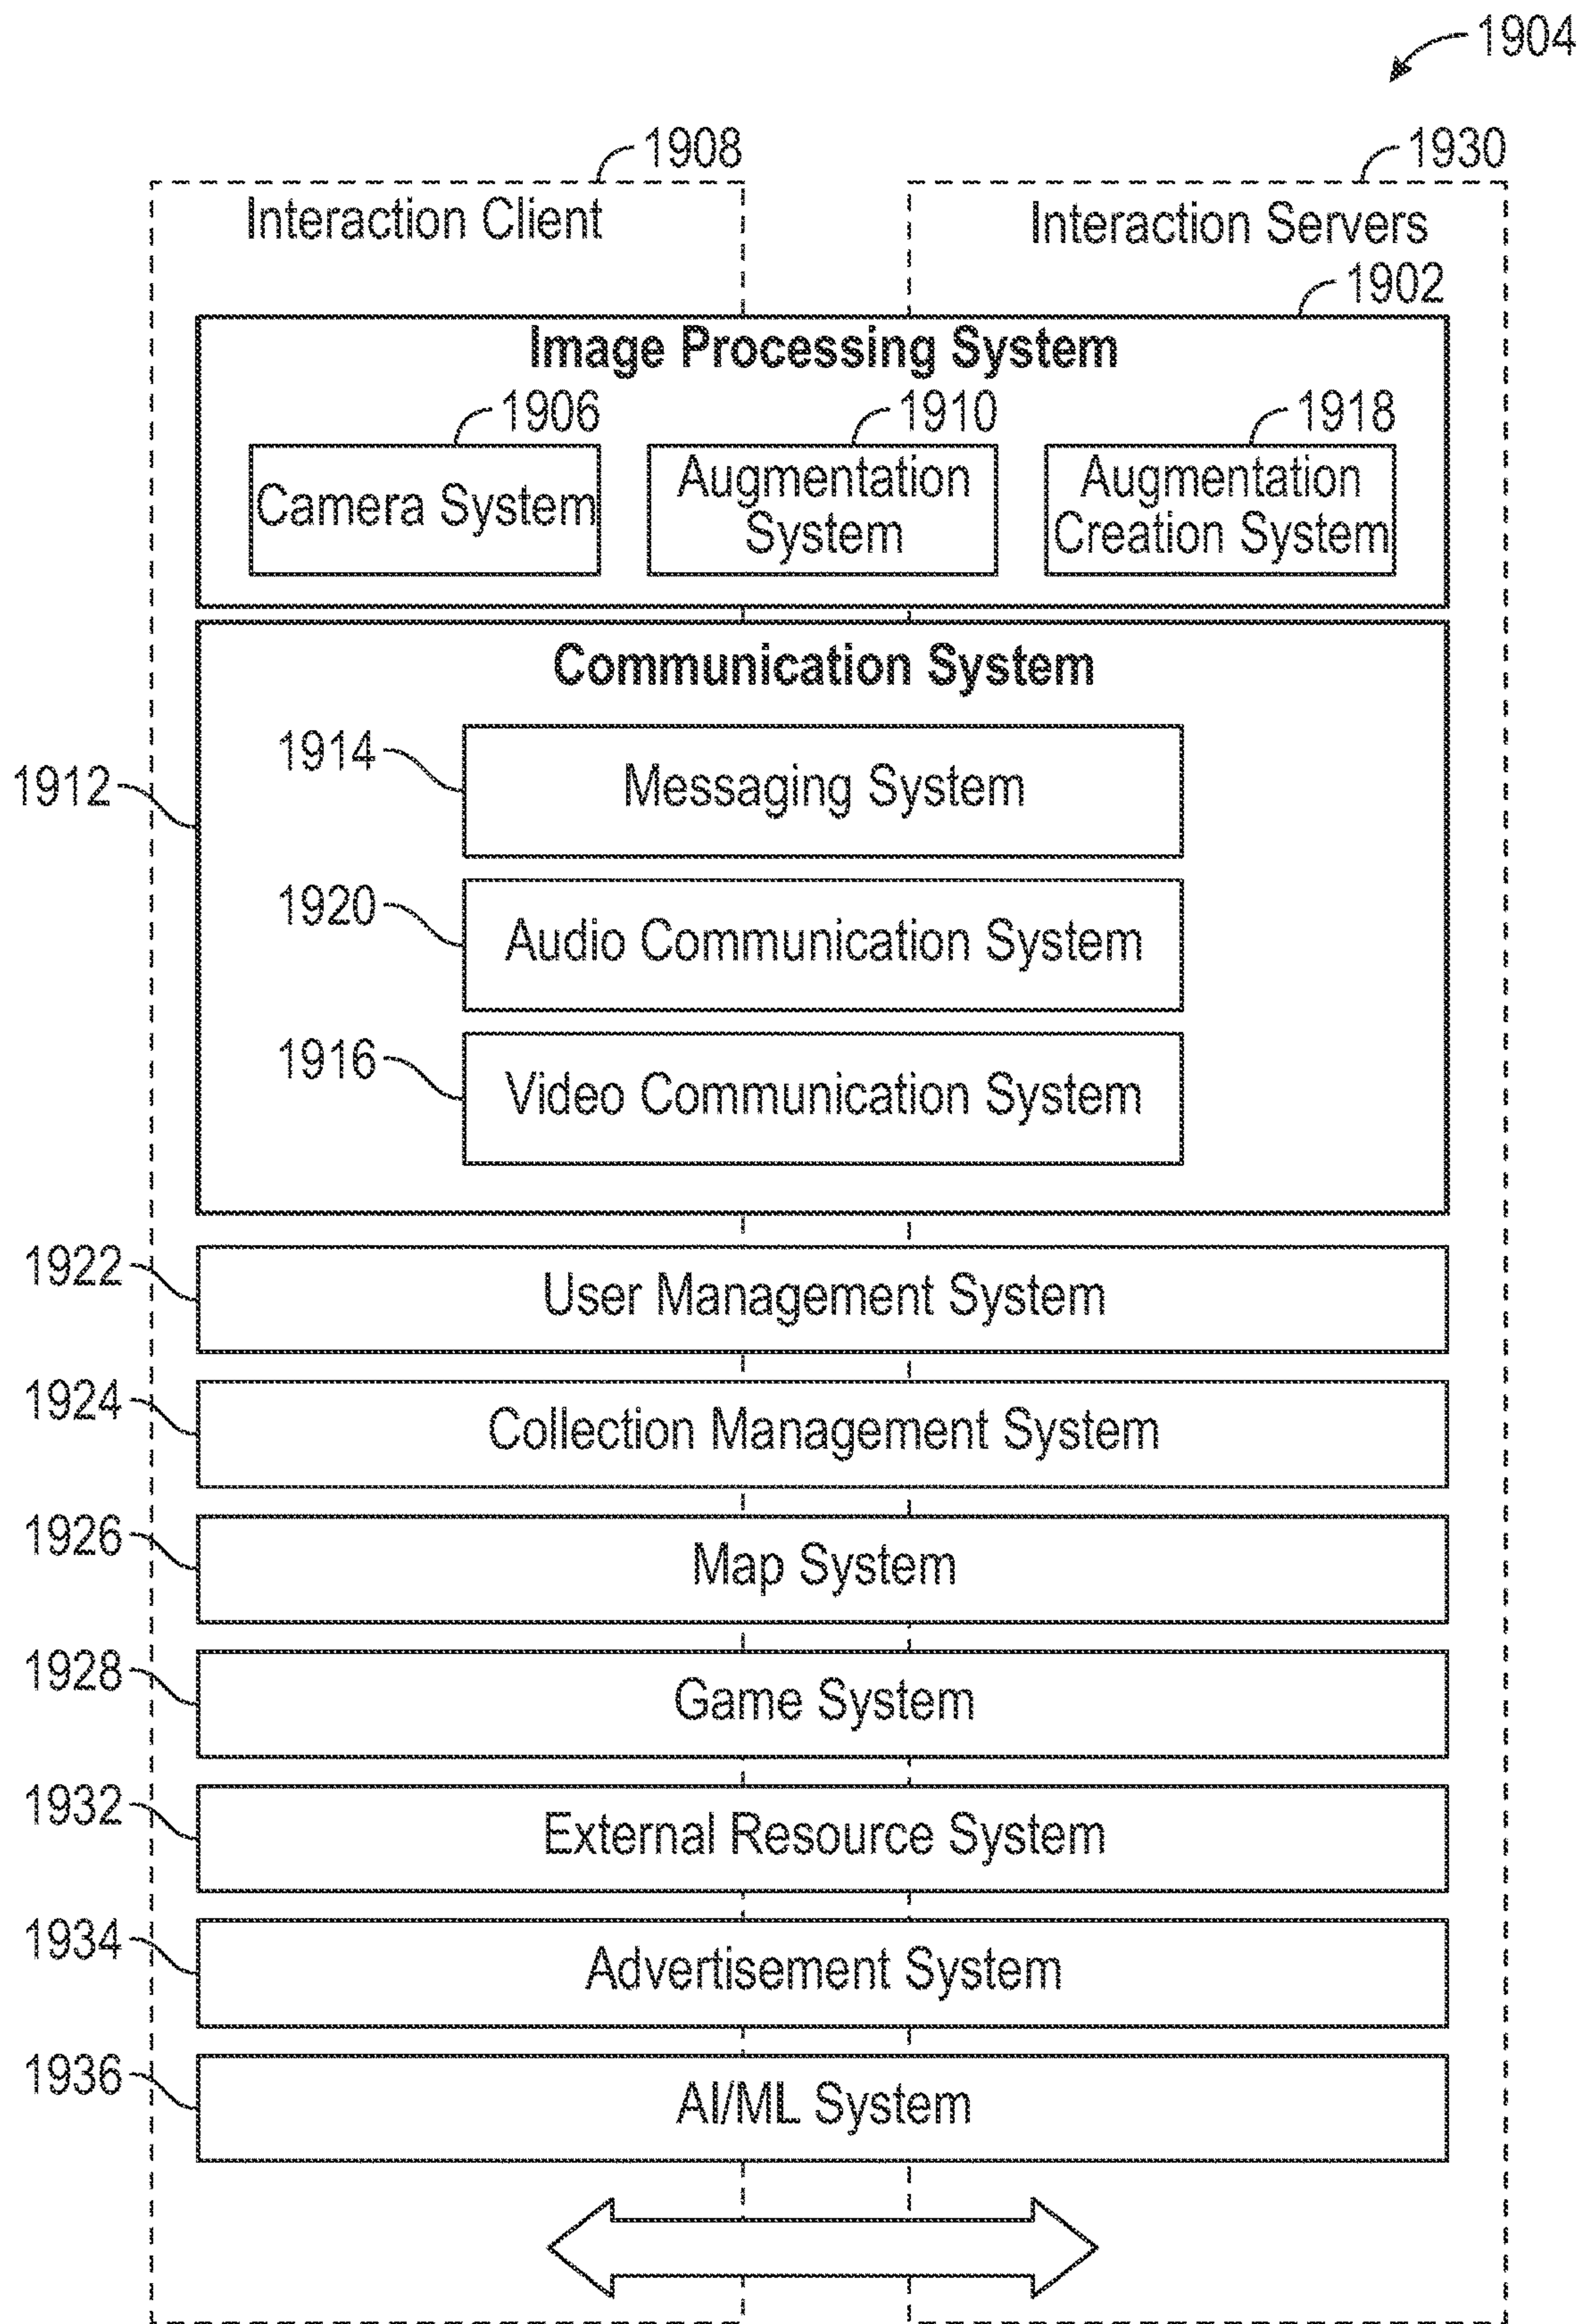 1904
1908
1930
Interaction Client
Interaction Servers
1902
Image Processing System
1906
1910
1918
Camera System
Augmentation
System
Augmentation
Creation System
Communication System
1912
1914
Messaging System
1920
Audio Communication System
1916
Video Communication System
1922
User Management System
1924
Collection Management System
1926
Map System
1928
Game System
1932
External Resource System
1934
Advertisement System
1936
AI/ML System